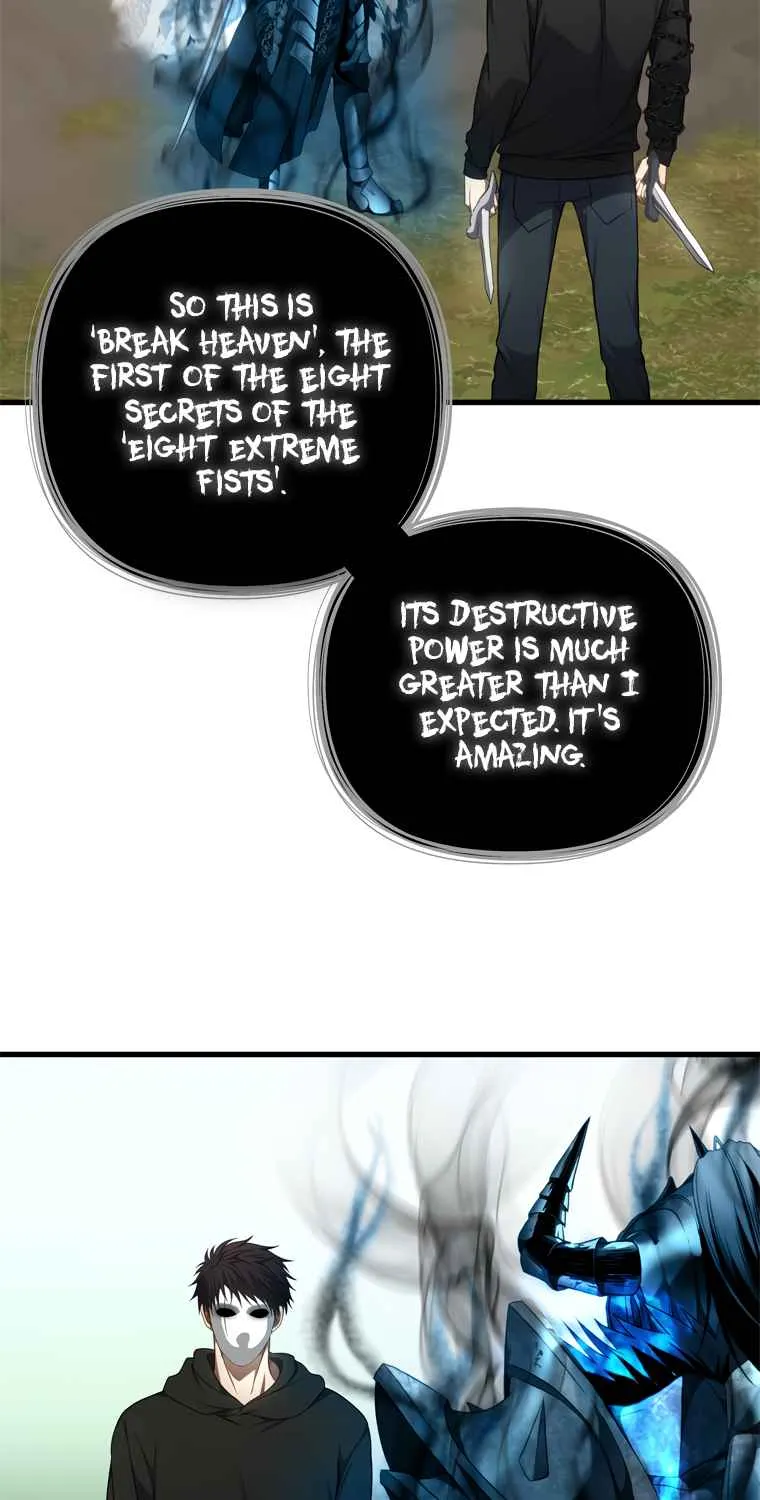 SO THIS IS
'BREAK HEAVEN', THE
FIRST OF THE EIGHT
SECRETS OF THE
'EIGHT EXTREME
FISTS'.
ITS DESTRUCTIVE
POWER IS MUCH
GREATER THAN I
EXPECTED. IT'S
AMAZING.